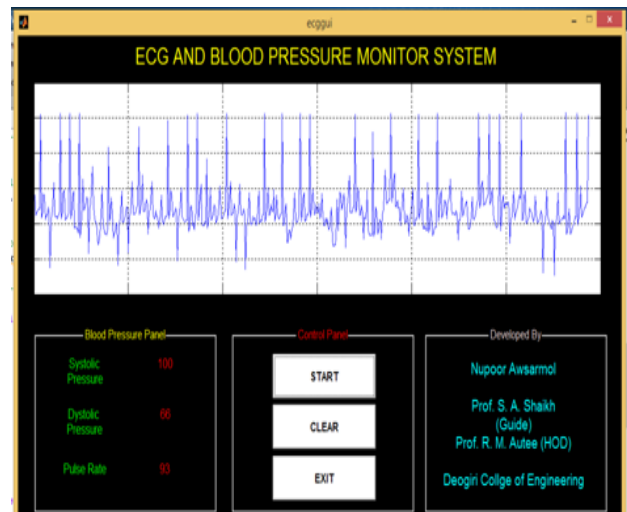 ecggui
ECG AND BLOOD PRESSURE MONITOR SYSTEM
Blood Pressure Panel
Systolic
Pressure
100
Dystolic
Pressure
66
Pulse Rate
93
Control Panel
START
CLEAR
EXIT
Developed By
Nupoor Awsarmol
Prof. S. A. Shaikh
(Guide)
Prof. R. M. Autee (HOD)
Deogiri Collge of Engineering